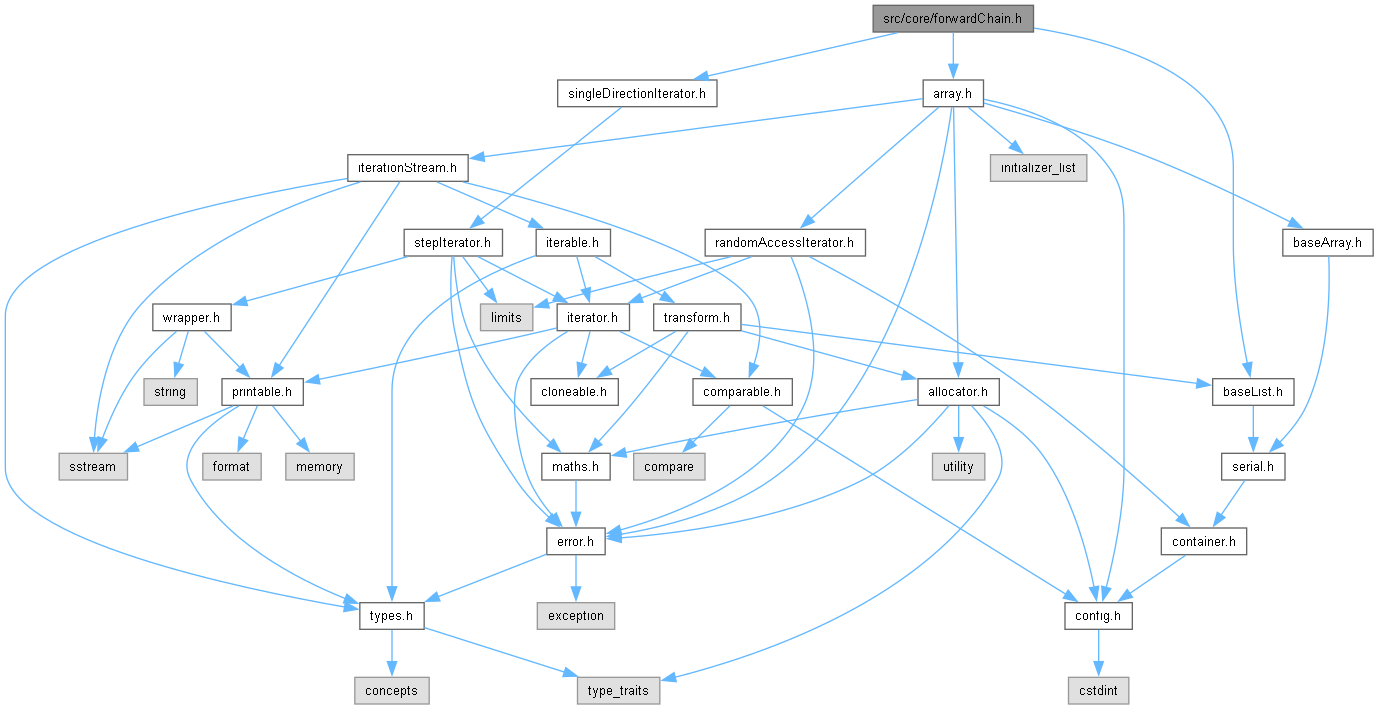 src/core/forwardChain.h
singleDirectionIterator.h
array.h
iterationStream.h
initializer_list
stepIterator.h
iterable.h
randomAccessIterator.h
baseArray.h
wrapper.h
limits
iterator.h
transform.h
string
printable.h
cloneable.h
comparable.h
allocator.h
baseList.h
sstream
format
memory
maths.h
compare
utility
serial.h
error.h
container.h
types.h
exception
config.h
concepts
type_traits
cstdint